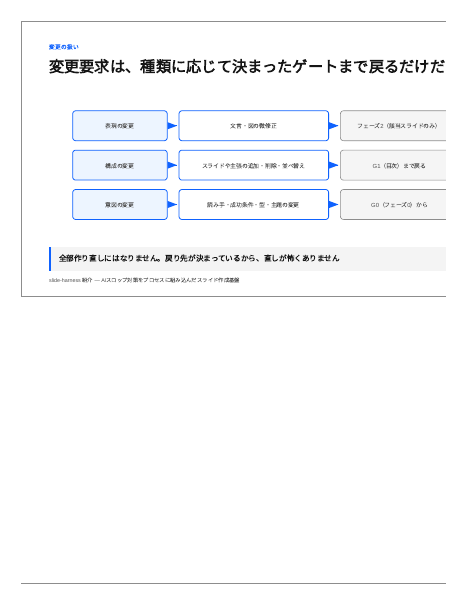 変更の扱い
変更要求は、種類に応じて決まったゲートまで戻るだけだ
表現の変更
文言・図の微修正
フェーズ2（該当スライドのみ）
構成の変更
スライドや主張の追加・削除・並べ替え
G1（目次）まで戻る
意図の変更
読み手・成功条件・型・主題の変更
G0（フェーズ0）から
全部作り直しにはなりません。戻り先が決まっているから、直しが怖くありません
slide-harness 紹介 — AIスロップ対策をプロセスに組み込んだスライド作成基盤